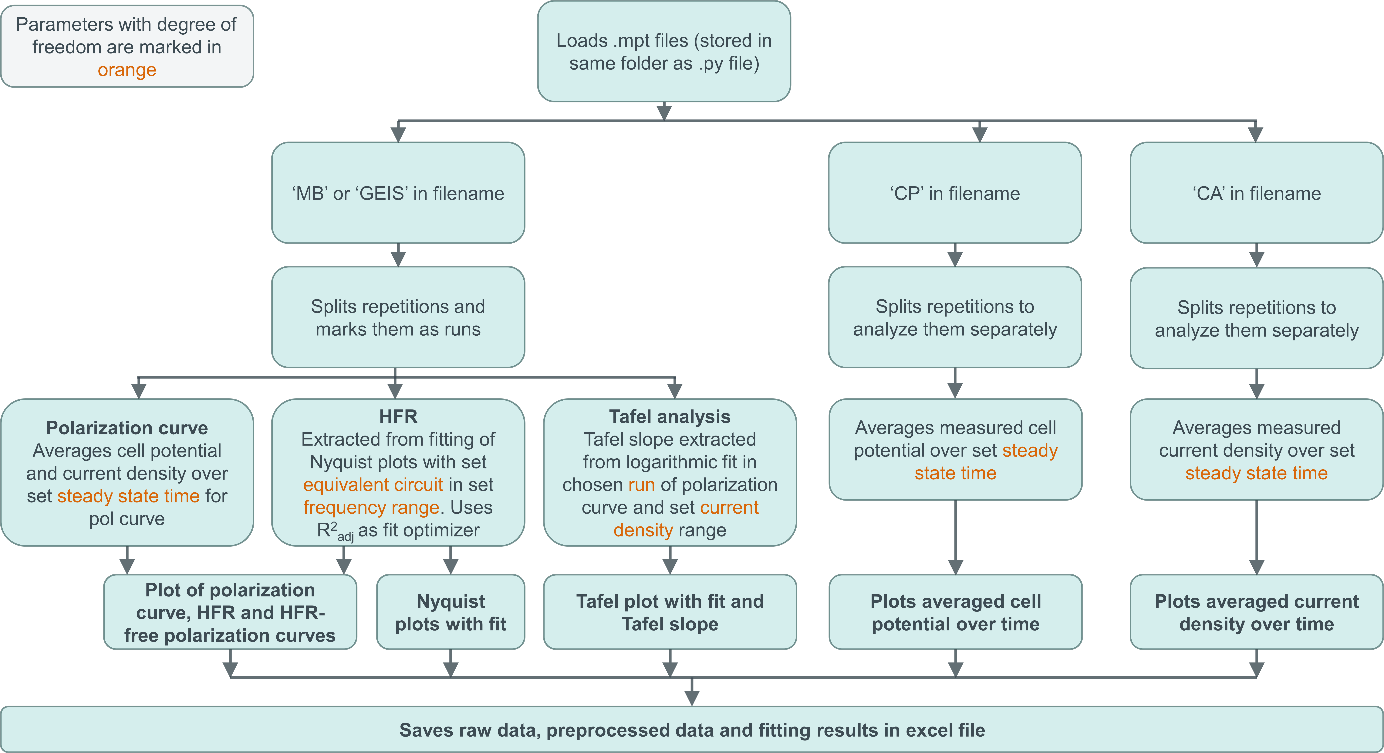 Parameters with degree of
freedom are marked in
orange
Loads .mpt files (stored in
same folder as .py file)
‘MB’ or ‘GEIS’ in filename
‘CP’ in filename
‘CA’ in filename
Splits repetitions and
marks them as runs
Splits repetitions to
analyze them separately
Splits repetitions to
analyze them separately
Polarization curve
Averages cell potential
and current density over
set steady state time for
pol curve
HFR
Extracted from fitting of
Nyquist plots with set
equivalent circuit in set
frequency range. Uses
R²adj as fit optimizer
Tafel analysis
Tafel slope extracted
from logarithmic fit in
chosen run of polarization
curve and set current
density range
Averages measured cell
potential over set steady
state time
Averages measured
current density over set
steady state time
Plot of polarization
curve, HFR and HFR-
free polarization curves
Nyquist
plots with fit
Tafel plot with fit and
Tafel slope
Plots averaged cell
potential over time
Plots averaged current
density over time
Saves raw data, preprocessed data and fitting results in excel file